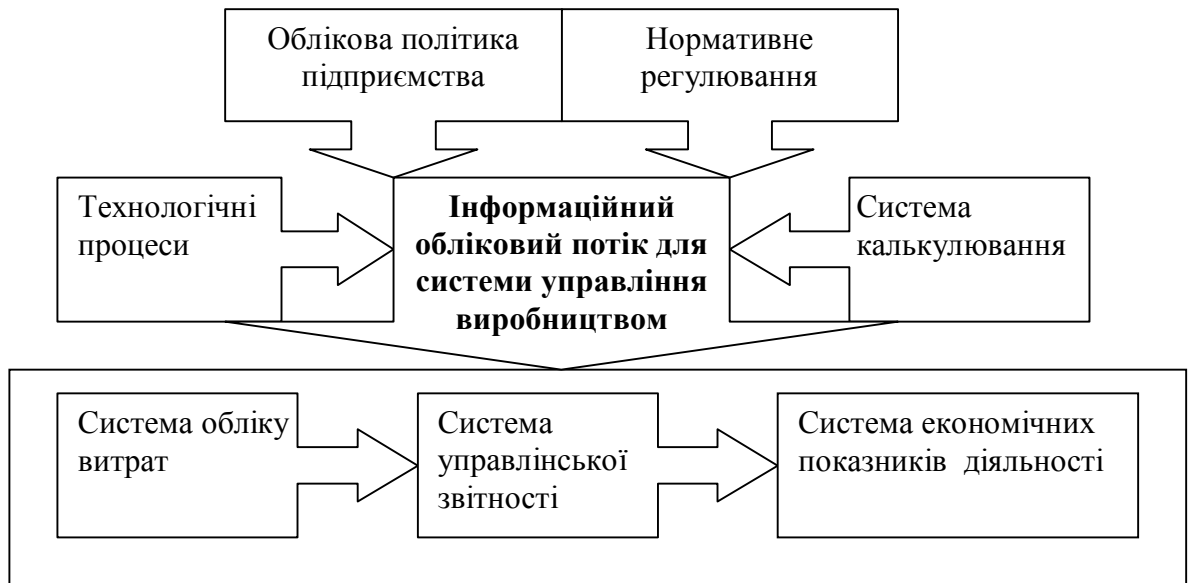 Облікова політика
підприємства
Нормативне
регулювання
Технологічні
процеси
Інформаційний
обліковий потік для
системи управління
виробництвом
Система
калькулювання
Система обліку
витрат
Система
управлінської
звітності
Система економічних
показників діяльності